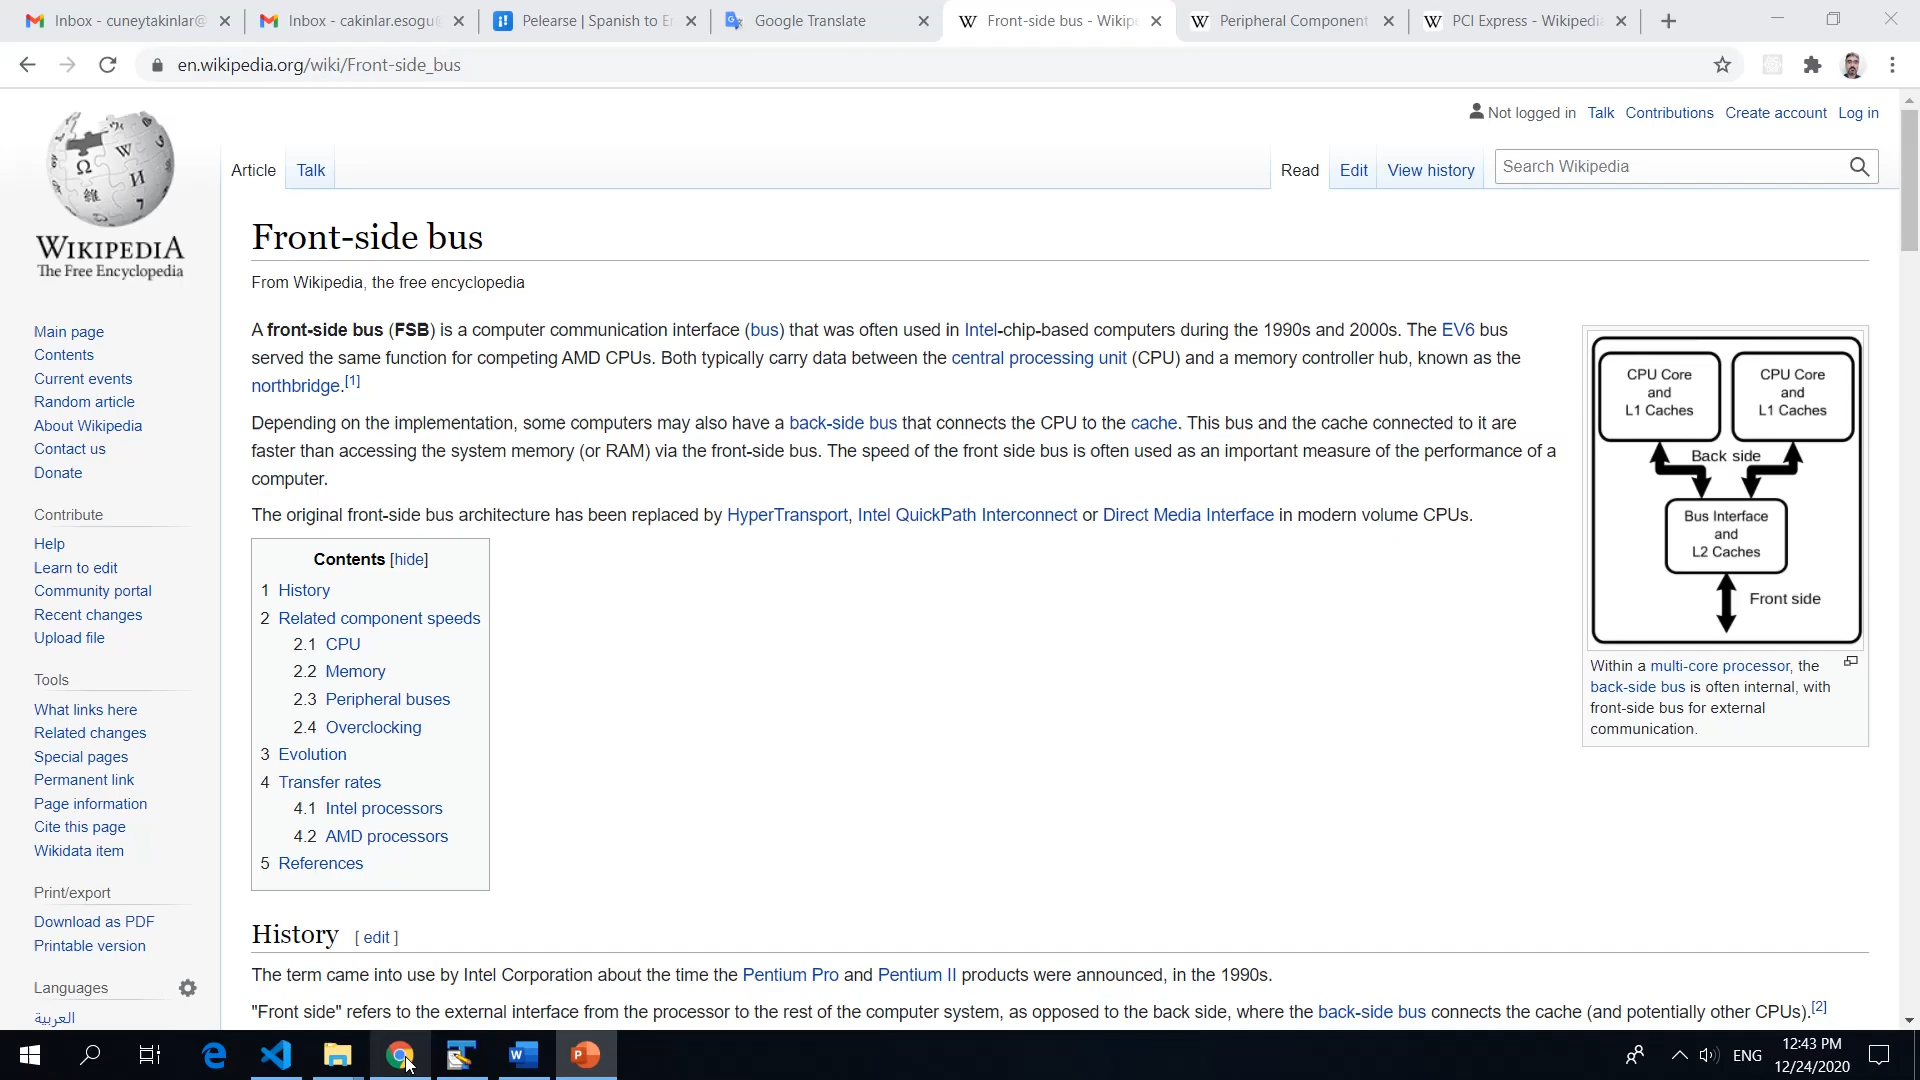 Inbox - cuneytakinlar@
Inbox - cakinlar.esogu
Pelearse | Spanish to E
Google Translate
Front-side bus - Wikip
Peripheral Component
PCI Express - Wikipedia
en.wikipedia.org/wiki/Front-side_bus
Not logged in Talk Contributions Create account Log in
Article Talk Read Edit View history Search Wikipedia
WIKIPEDIA
The Free Encyclopedia
Main page
Contents
Current events
Random article
About Wikipedia
Contact us
Donate
Contribute
Help
Learn to edit
Community portal
Recent changes
Upload file
Tools
What links here
Related changes
Special pages
Permanent link
Page information
Cite this page
Wikidata item
Print/export
Download as PDF
Printable version
Languages
العربية
Front-side bus
From Wikipedia, the free encyclopedia
A front-side bus (FSB) is a computer communication interface (bus) that was often used in Intel-chip-based computers during the 1990s and 2000s. The EV6 bus
served the same function for competing AMD CPUs. Both typically carry data between the central processing unit (CPU) and a memory controller hub, known as the
northbridge.[1]
Depending on the implementation, some computers may also have a back-side bus that connects the CPU to the cache. This bus and the cache connected to it are
faster than accessing the system memory (or RAM) via the front-side bus. The speed of the front side bus is often used as an important measure of the performance of a
computer.
The original front-side bus architecture has been replaced by HyperTransport, Intel QuickPath Interconnect or Direct Media Interface in modern volume CPUs.
Contents [hide]
1 History
2 Related component speeds
2.1 CPU
2.2 Memory
2.3 Peripheral buses
2.4 Overclocking
3 Evolution
4 Transfer rates
4.1 Intel processors
4.2 AMD processors
5 References
CPU Core
and
L1 Caches
CPU Core
and
L1 Caches
Back side
Bus Interface
and
L2 Caches
Front side
Within a multi-core processor, the
back-side bus is often internal, with
front-side bus for external
communication.
History [ edit ]
The term came into use by Intel Corporation about the time the Pentium Pro and Pentium II products were announced, in the 1990s.
"Front side" refers to the external interface from the processor to the rest of the computer system, as opposed to the back side, where the back-side bus connects the cache (and potentially other CPUs).[2]
ENG
12:43 PM
12/24/2020